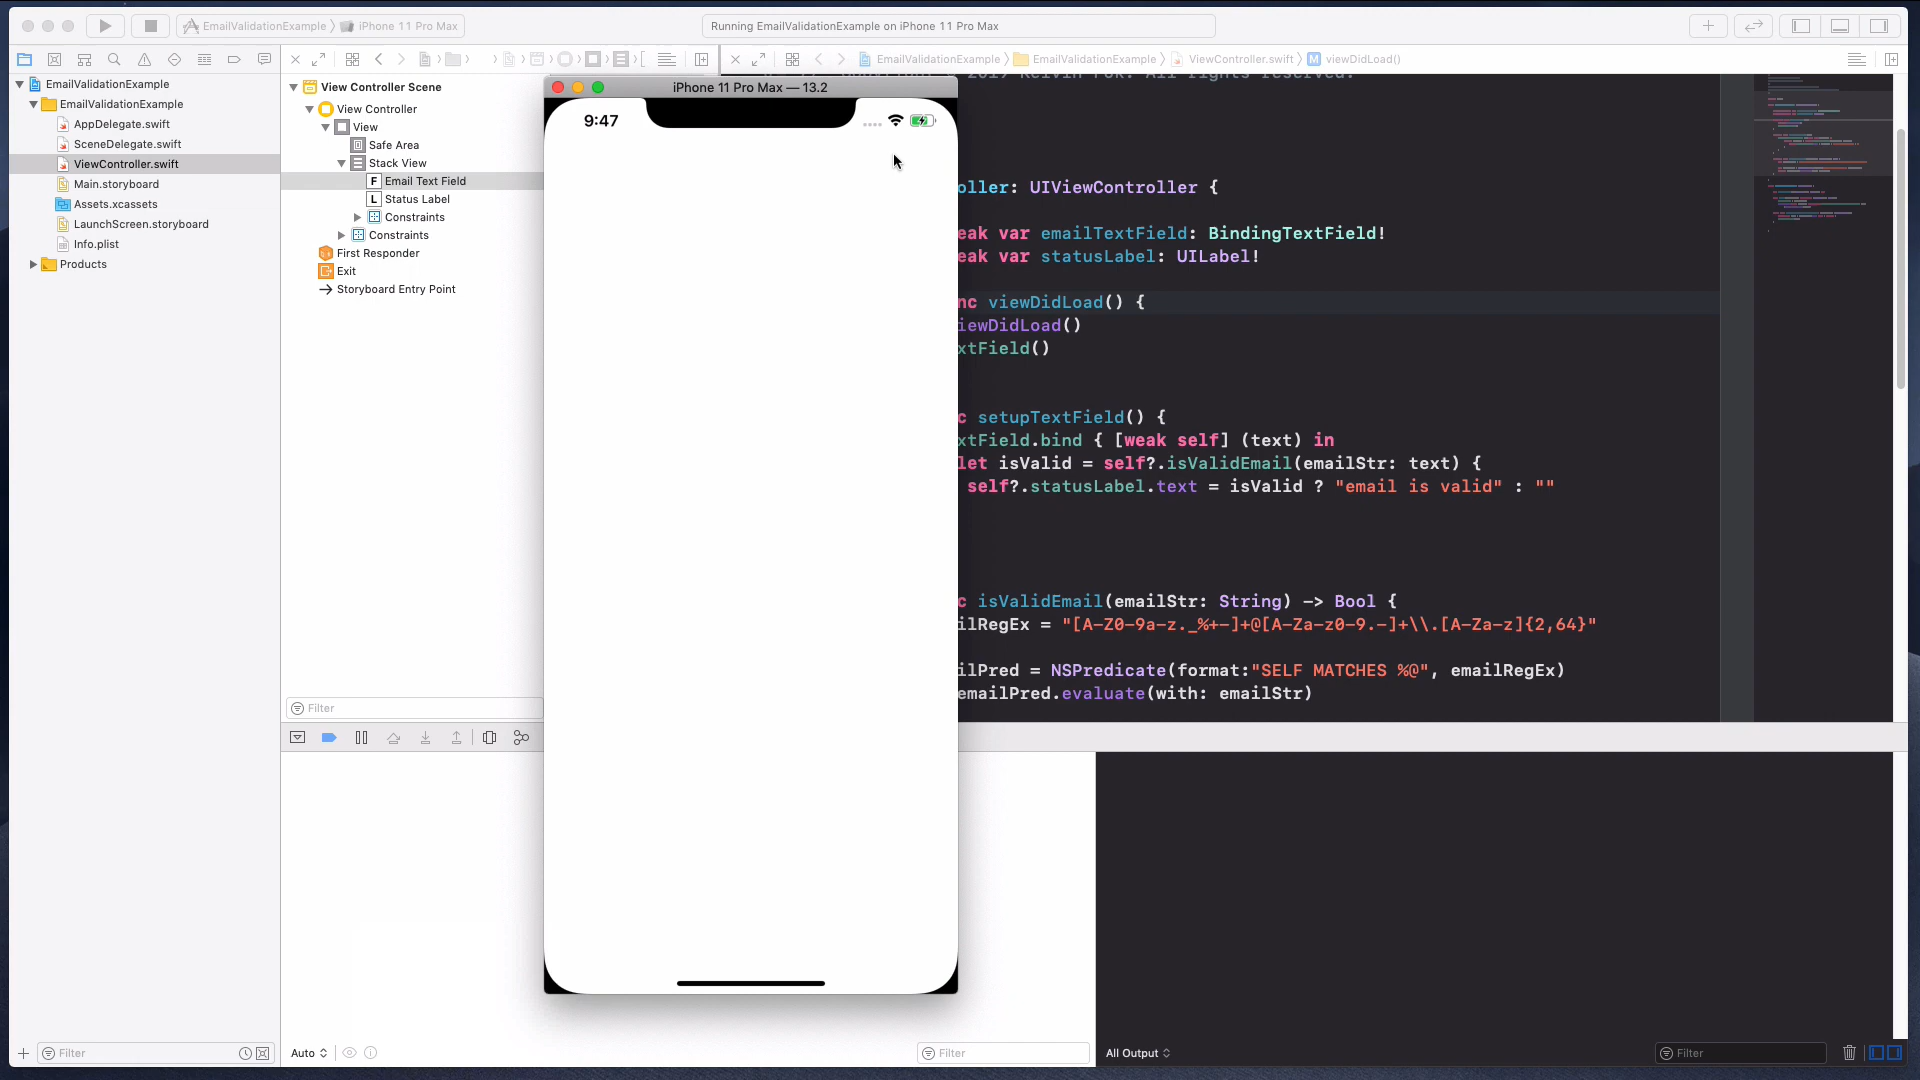 EmailValidationExample
iPhone 11 Pro Max
Running EmailValidationExample on iPhone 11 Pro Max
EmailValidationExample
EmailValidationExample
ViewController.swift
viewDidLoad()
EmailValidationExample
EmailValidationExample
AppDelegate.swift
SceneDelegate.swift
ViewController.swift
Main.storyboard
Assets.xcassets
LaunchScreen.storyboard
Info.plist
Products
View Controller Scene
View Controller
View
Safe Area
Stack View
F Email Text Field
L Status Label
Constraints
Constraints
First Responder
Exit
Storyboard Entry Point
Filter
iPhone 11 Pro Max — 13.2
9:47
All rights reserved.
oller: UIViewController {
eak var emailTextField: BindingTextField!
eak var statusLabel: UILabel!
nc viewDidLoad() {
iewDidLoad()
xtField()
c setupTextField() {
xtField.bind { [weak self] (text) in
let isValid = self?.isValidEmail(emailStr: text) {
self?.statusLabel.text = isValid ? "email is valid" : ""
c isValidEmail(emailStr: String) -> Bool {
ilRegEx = "[A-Z0-9a-z._%+-]+@[A-Za-z0-9.-]+\\.[A-Za-z]{2,64}"
ilPred = NSPredicate(format:"SELF MATCHES %@", emailRegEx)
emailPred.evaluate(with: emailStr)
Filter
Auto
Filter
All Output
Filter